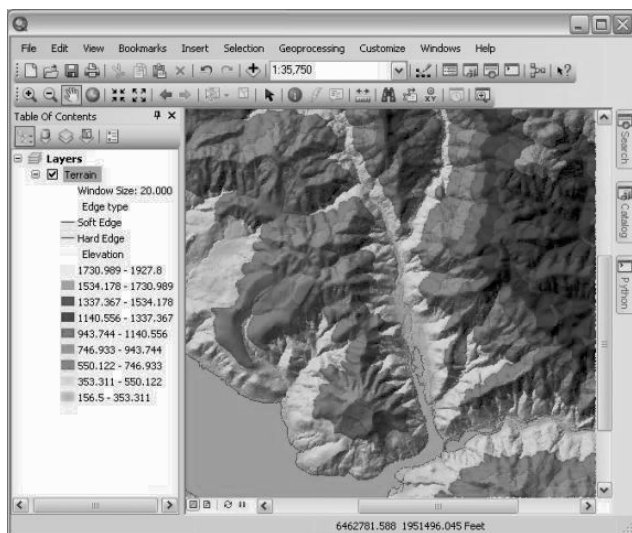 File Edit View Bookmarks Insert Selection Geoprocessing Customize Windows Help
1:35,750
Table Of Contents
Layers
Terrain
Window Size: 20.000
Edge type
Soft Edge
Hard Edge
Elevation
1730.989 - 1927.8
1534.178 - 1730.989
1337.367 - 1534.178
1140.556 - 1337.367
943.744 - 1140.556
746.933 - 943.744
550.122 - 746.933
353.311 - 550.122
156.5 - 353.311
Search
Catalog
Python
6462781.588 1951496.045 Feet